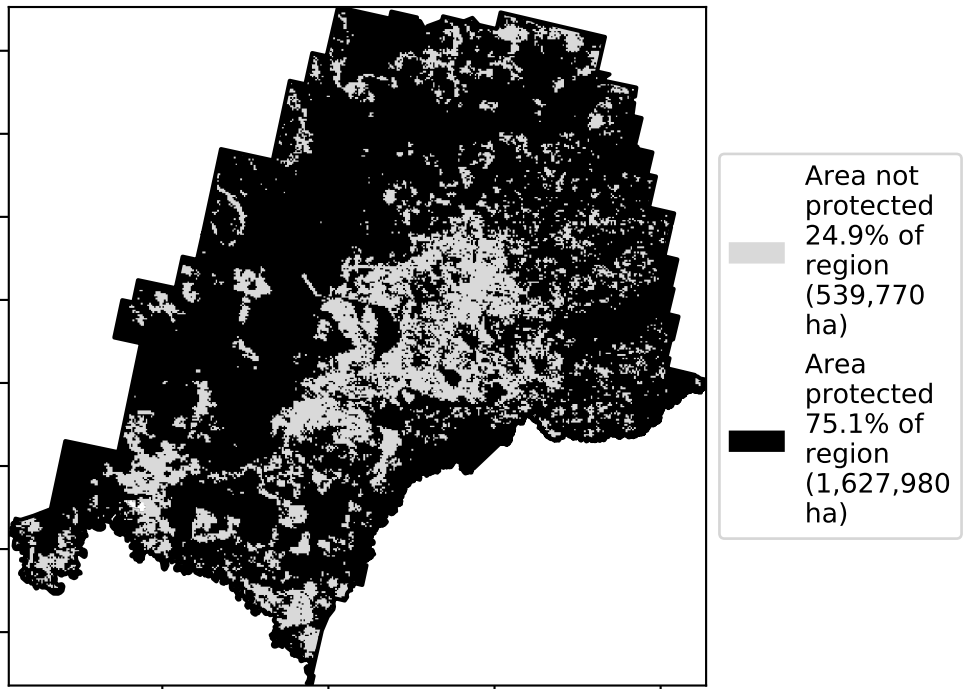 Area not
protected
24.9% of
region
(539,770
ha)
Area
protected
75.1% of
region
(1,627,980
ha)